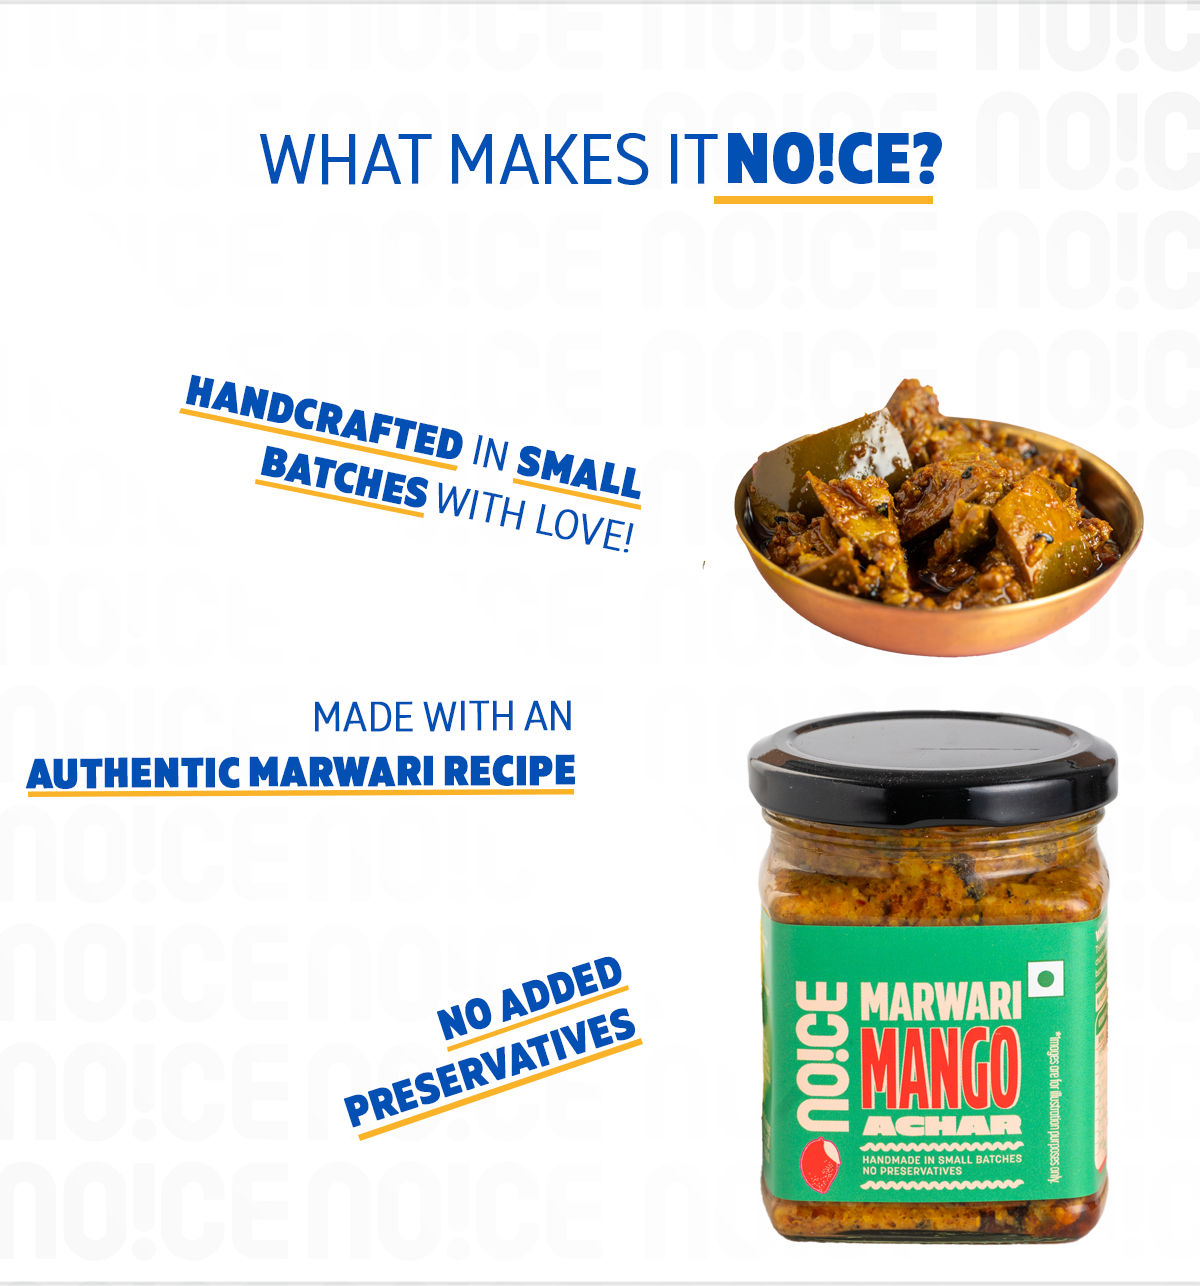 WHAT MAKES IT NO!CE?
HANDCRAFTED IN SMALL
BATCHES WITH LOVE!
MADE WITH AN
AUTHENTIC MARWARI RECIPE
NO ADDED
PRESERVATIVES
NO!CE
MARWARI
MANGO
ACHAR
HANDMADE IN SMALL BATCHES
NO PRESERVATIVES
*Images are for illustration purposes only.